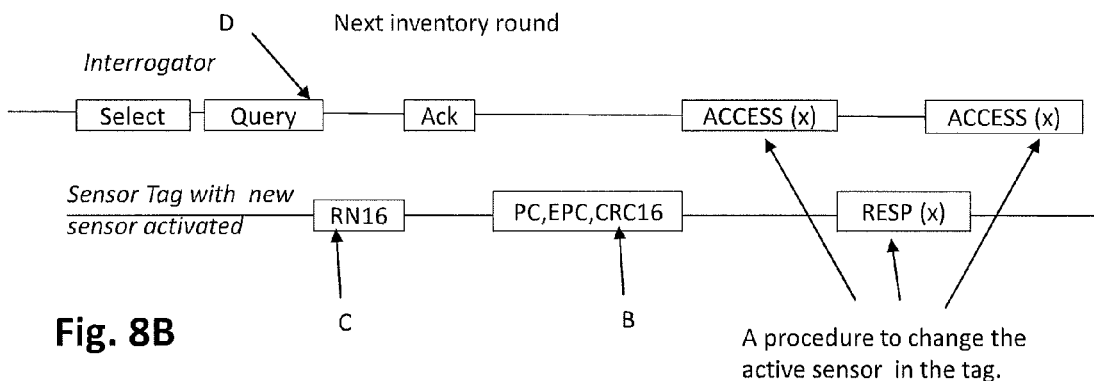 D
Next inventory round
Interrogator
Select
Query
Ack
ACCESS (x)
ACCESS (x)
Sensor Tag with new
sensor activated
RN16
PC,EPC,CRC16
RESP (x)
C
B
Fig. 8B
A procedure to change the
active sensor in the tag.